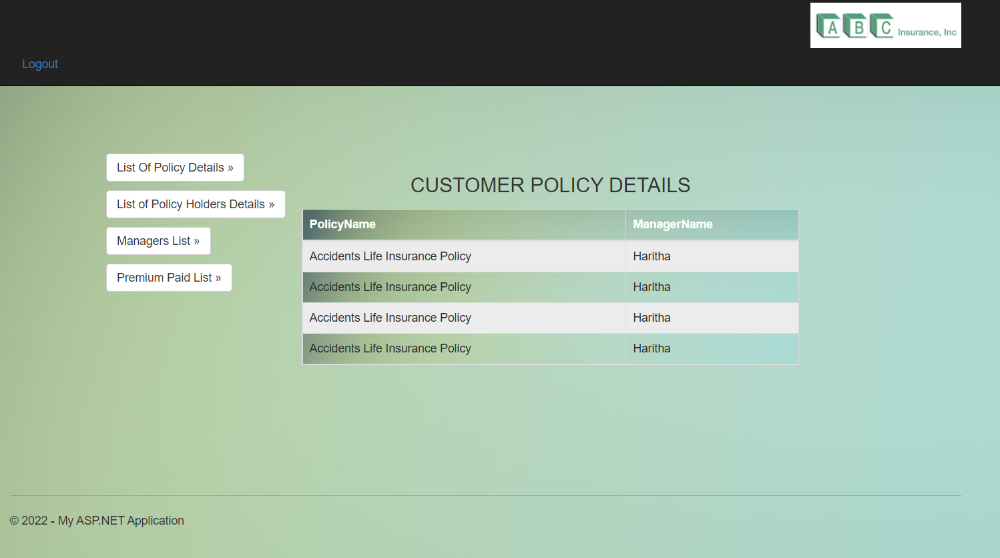 A B C Insurance, Inc
Logout
List Of Policy Details »
List of Policy Holders Details »
Managers List »
Premium Paid List »
CUSTOMER POLICY DETAILS
PolicyName ManagerName
Accidents Life Insurance Policy Haritha
Accidents Life Insurance Policy Haritha
Accidents Life Insurance Policy Haritha
Accidents Life Insurance Policy Haritha
© 2022 - My ASP.NET Application